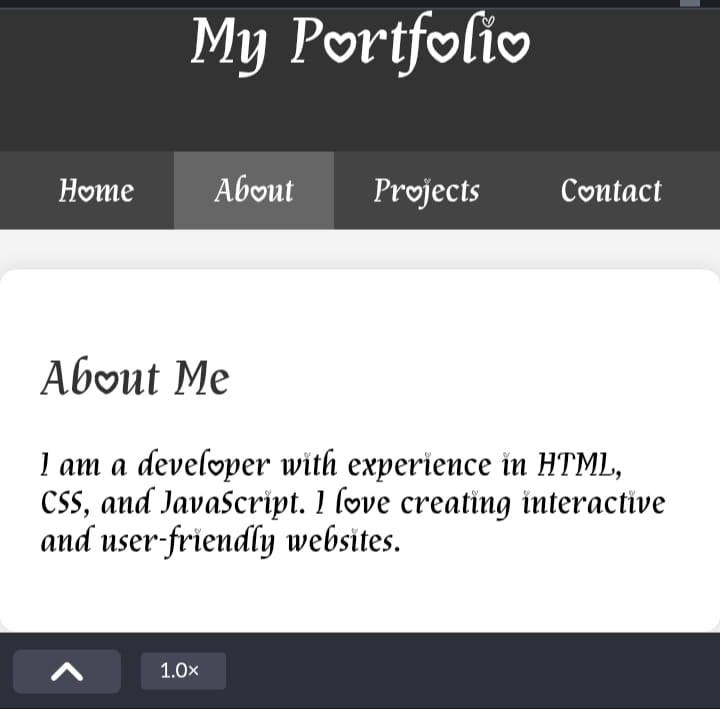 My Portfolio
Home About Projects Contact
About Me
I am a developer with experience in HTML,
CSS, and JavaScript. I love creating interactive
and user-friendly websites.
1.0×